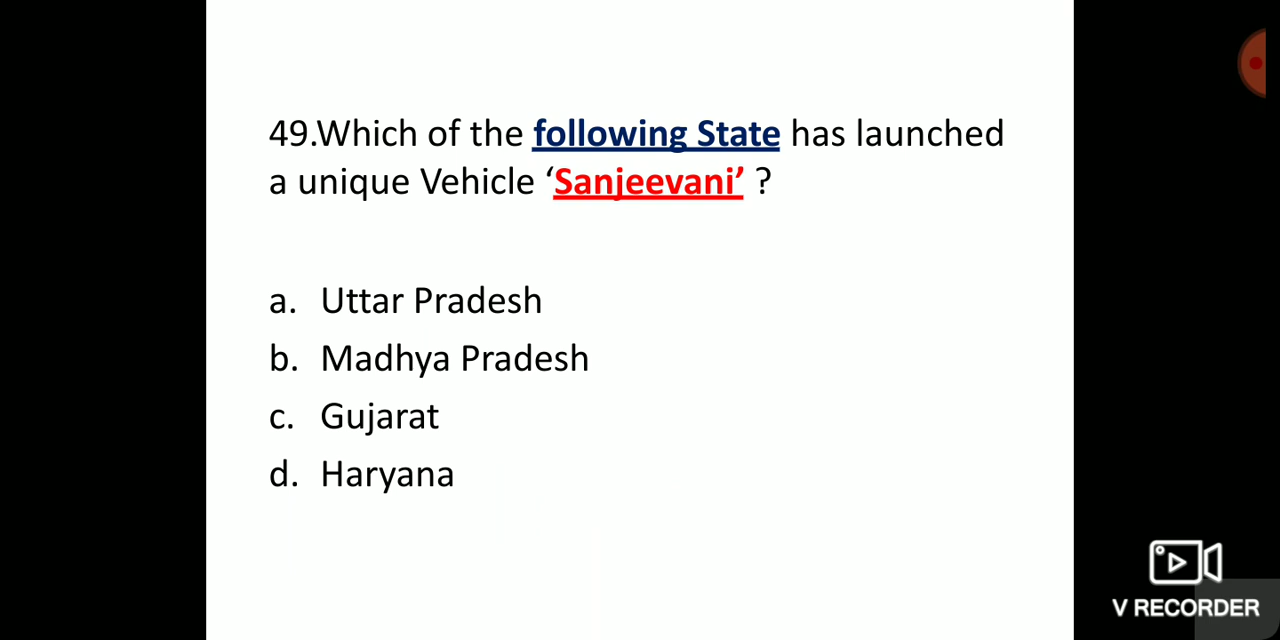 49.Which of the following State has launched
a unique Vehicle ‘Sanjeevani’ ?
a. Uttar Pradesh
b. Madhya Pradesh
c. Gujarat
d. Haryana
V RECORDER